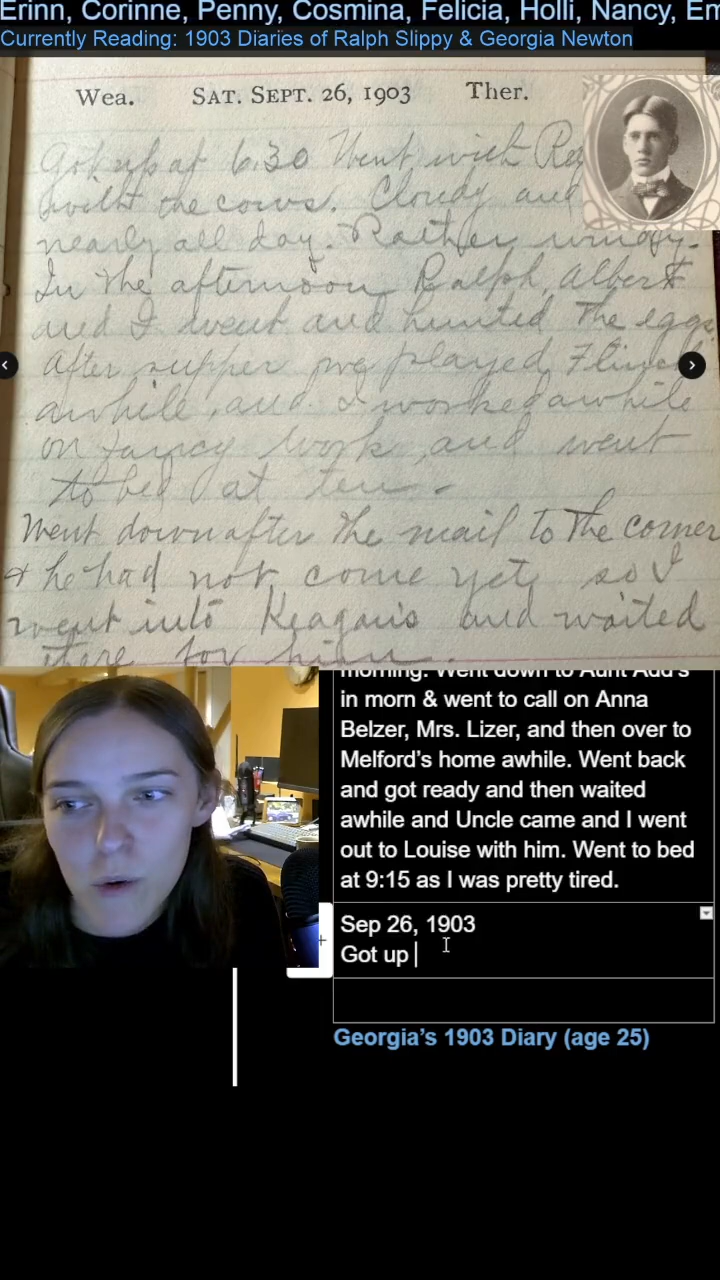 Erinn, Corinne, Penny, Cosmina, Felicia, Holli, Nancy, Em
Currently Reading: 1903 Diaries of Ralph Slippy & Georgia Newton
Wea. SAT. SEPT. 26, 1903 Ther.
Got up at 6.30 Went with
with the cows. Cloudy and
nearly all day. Rather windy.
In the afternoon Ralph, Albert
and I went and hunted the eggs.
After supper we played Flinch
awhile, and I worked awhile
on fancy work, and went
to bed at ten.
Went down after the mail to the corner
& he had not come yet, so I
went into Keagan's and waited
there for him.
morning. Went down to Aunt Add's
in morn & went to call on Anna
Belzer, Mrs. Lizer, and then over to
Melford's home awhile. Went back
and got ready and then waited
awhile and Uncle came and I went
out to Louise with him. Went to bed
at 9:15 as I was pretty tired.
Sep 26, 1903
Got up
Georgia's 1903 Diary (age 25)